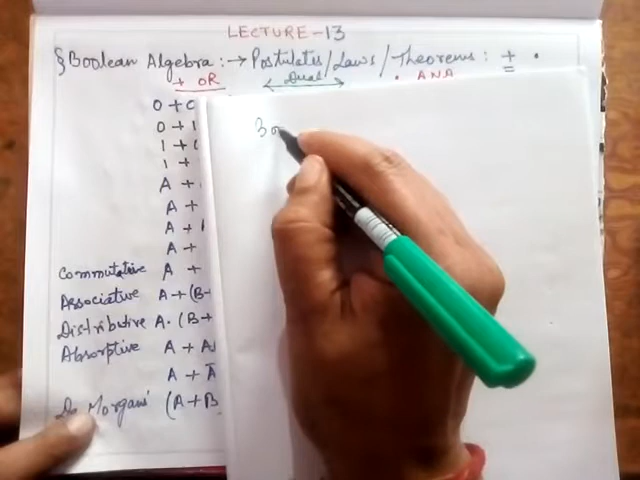 LECTURE-13
§ Boolean Algebra :→ Postulates / Laws / Theorems : + •
+ OR Dual • AND
0 + 0
0 + 1
1 + 0
1 +
A +
A +
A + 1
A +
Commutative A +
Associative A + (B +
Distributive A. (B +
Absorptive A + A
A + Ā
De Morgans' (A + B
Bo